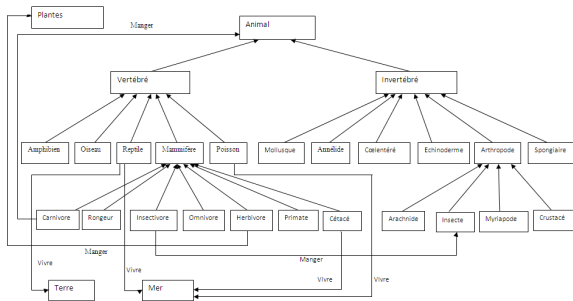 Plantes
Manger
Animal
Vertébré
Invertébré
Amphibien
Oiseau
Reptile
Mammifère
Poisson
Mollusque
Annélide
Cœlentéré
Echinoderme
Arthropode
Spongiaire
Carnivore
Rongeur
Insectivore
Omnivore
Herbivore
Primate
Cétacé
Arachnide
Insecte
Myriapode
Crustacé
Manger
Manger
Vivre
Vivre
Vivre
Vivre
Terre
Mer